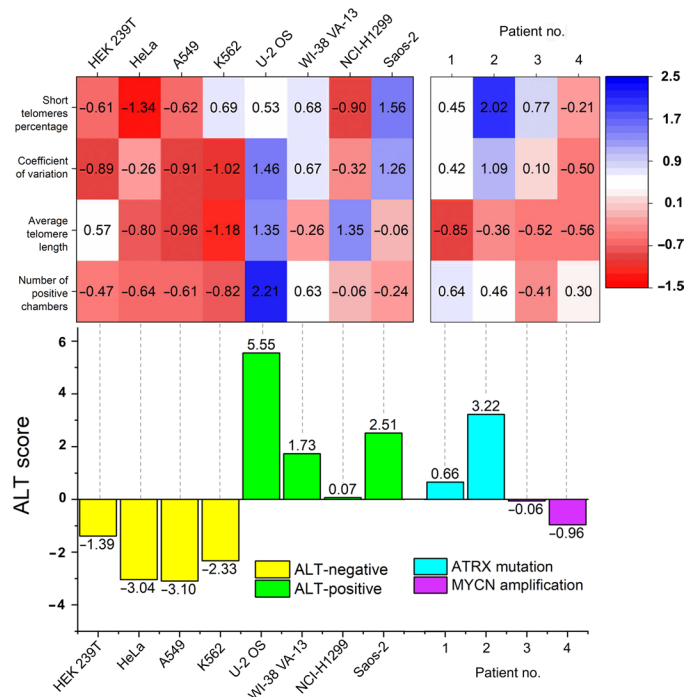 HEK 239T HeLa A549 K562 U-2 OS WI-38 VA-13 NCI-H1299 Saos-2
Patient no.
1 2 3 4
Short
telomeres
percentage
−0.61 −1.34 −0.62 0.69 0.53 0.68 −0.90 1.56 0.45 2.02 0.77 −0.21
Coefficient
of variation
−0.89 −0.26 −0.91 −1.02 1.46 0.67 −0.32 1.26 0.42 1.09 0.10 −0.50
Average
telomere
length
0.57 −0.80 −0.96 −1.18 1.35 −0.26 1.35 −0.06 −0.85 −0.36 −0.52 −0.56
Number of
positive
chambers
−0.47 −0.64 −0.61 −0.82 2.21 0.63 −0.06 −0.24 0.64 0.46 −0.41 0.30
2.5
1.7
0.9
0.1
−0.7
−1.5
ALT score
6
4
2
0
−2
−4
−1.39 −3.04 −3.10 −2.33 5.55 1.73 0.07 2.51 0.66 3.22 −0.06 −0.96
ALT-negative
ALT-positive
ATRX mutation
MYCN amplification
HEK 239T HeLa A549 K562 U-2 OS WI-38 VA-13 NCI-H1299 Saos-2
1 2 3 4
Patient no.